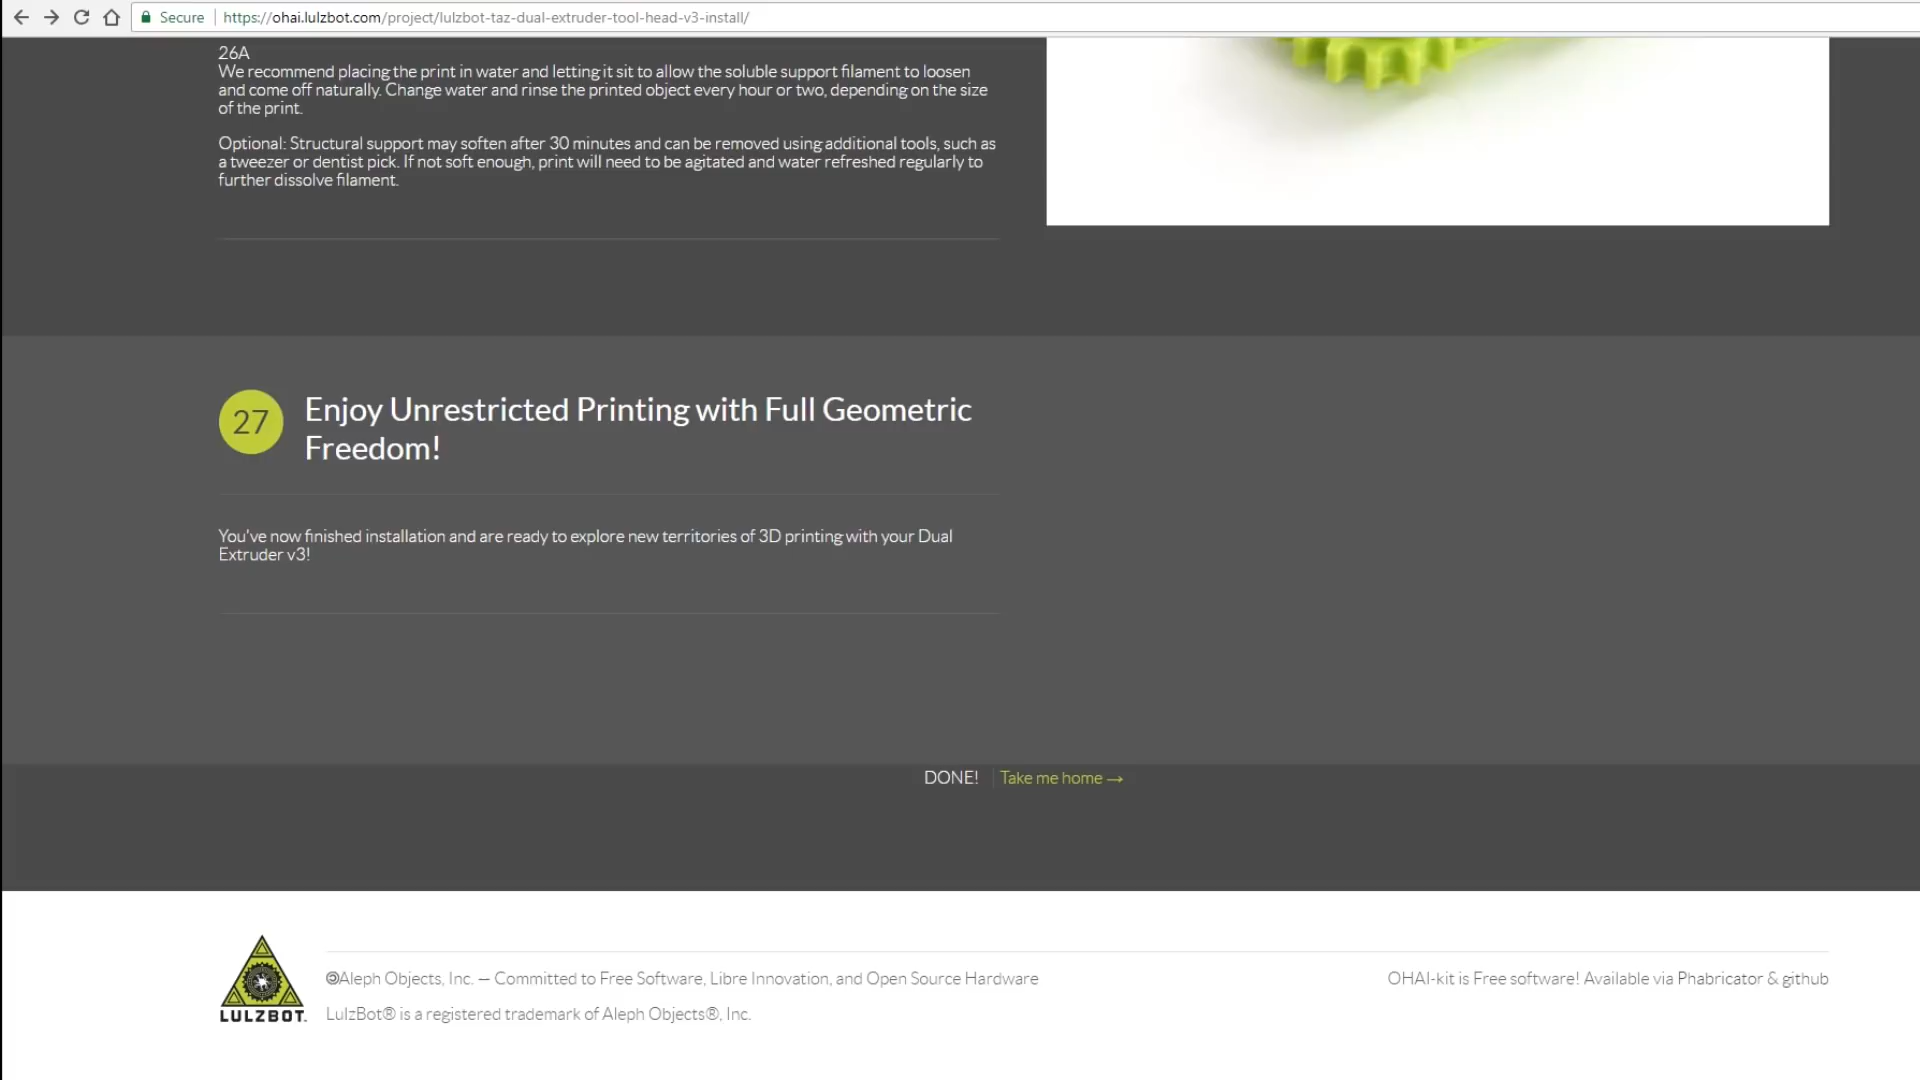 Secure
https://ohai.lulzbot.com/project/lulzbot-taz-dual-extruder-tool-head-v3-install/
26A
We recommend placing the print in water and letting it sit to allow the soluble support filament to loosen
and come off naturally. Change water and rinse the printed object every hour or two, depending on the size
of the print.
Optional: Structural support may soften after 30 minutes and can be removed using additional tools, such as
a tweezer or dentist pick. If not soft enough, print will need to be agitated and water refreshed regularly to
further dissolve filament.
27
Enjoy Unrestricted Printing with Full Geometric
Freedom!
You've now finished installation and are ready to explore new territories of 3D printing with your Dual
Extruder v3!
DONE!
Take me home →
LULZBOT.
🄯Aleph Objects, Inc. — Committed to Free Software, Libre Innovation, and Open Source Hardware
OHAI-kit is Free software! Available via Phabricator & github
LulzBot® is a registered trademark of Aleph Objects®, Inc.